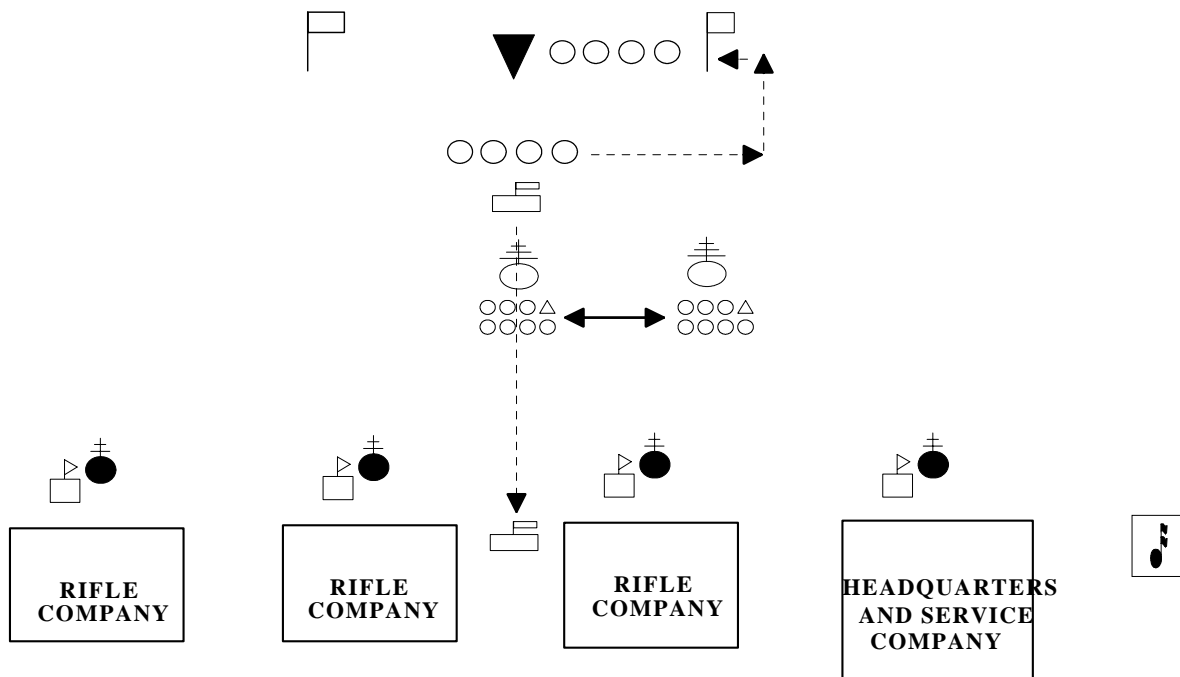 RIFLE
COMPANY
RIFLE
COMPANY
RIFLE
COMPANY
HEADQUARTERS
AND SERVICE
COMPANY